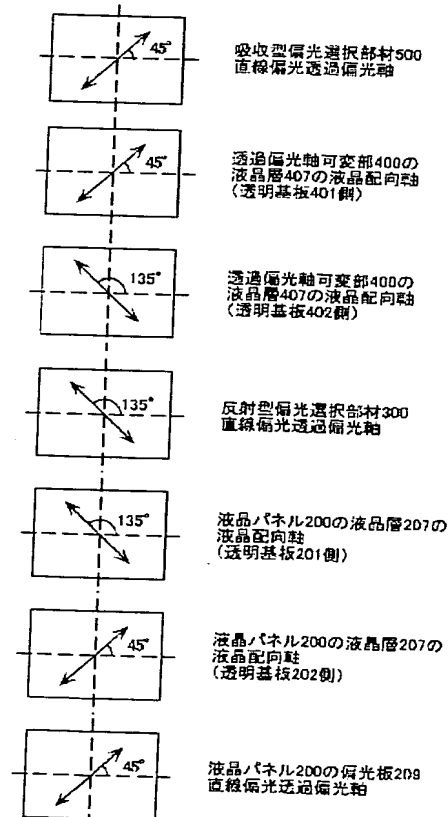 45°
吸収型偏光選択部材500
直線偏光透過偏光軸
45°
透過偏光軸可変部400の
液晶層407の液晶配向軸
(透明基板401側)
135°
透過偏光軸可変部400の
液晶層407の液晶配向軸
(透明基板402側)
135°
反射型偏光選択部材300
直線偏光透過偏光軸
135°
液晶パネル200の液晶層207の
液晶配向軸
(透明基板201側)
45°
液晶パネル200の液晶層207の
液晶配向軸
(透明基板202側)
45°
液晶パネル200の偏光板209
直線偏光透過偏光軸